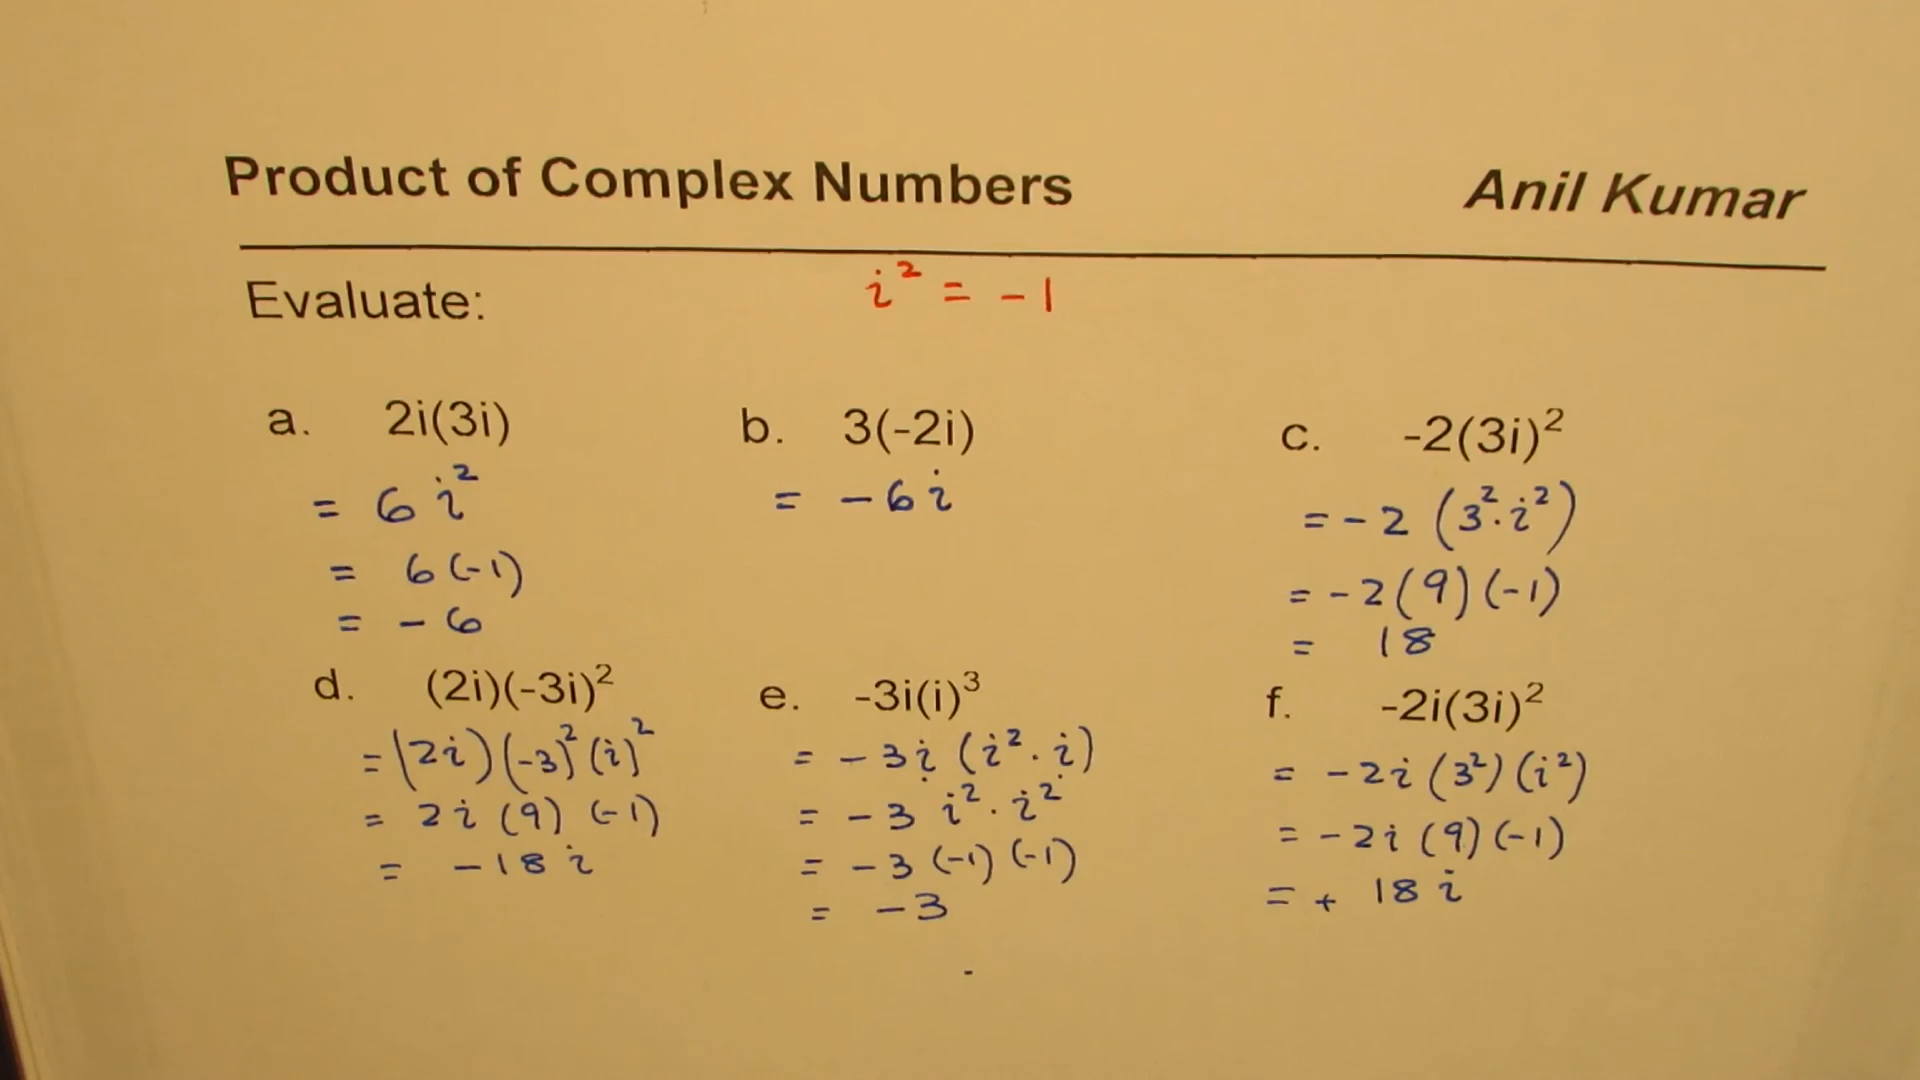 Product of Complex Numbers Anil Kumar
Evaluate: i² = -1
a. 2i(3i)
= 6i²
= 6(-1)
= -6
b. 3(-2i)
= -6i
c. -2(3i)²
= -2(3²·i²)
= -2(9)(-1)
= 18
d. (2i)(-3i)²
= (2i)(-3)²(i)²
= 2i(9)(-1)
= -18i
e. -3i(i)³
= -3i(i²·i)
= -3i²·i²
= -3(-1)(-1)
= -3
f. -2i(3i)²
= -2i(3²)(i²)
= -2i(9)(-1)
= +18i